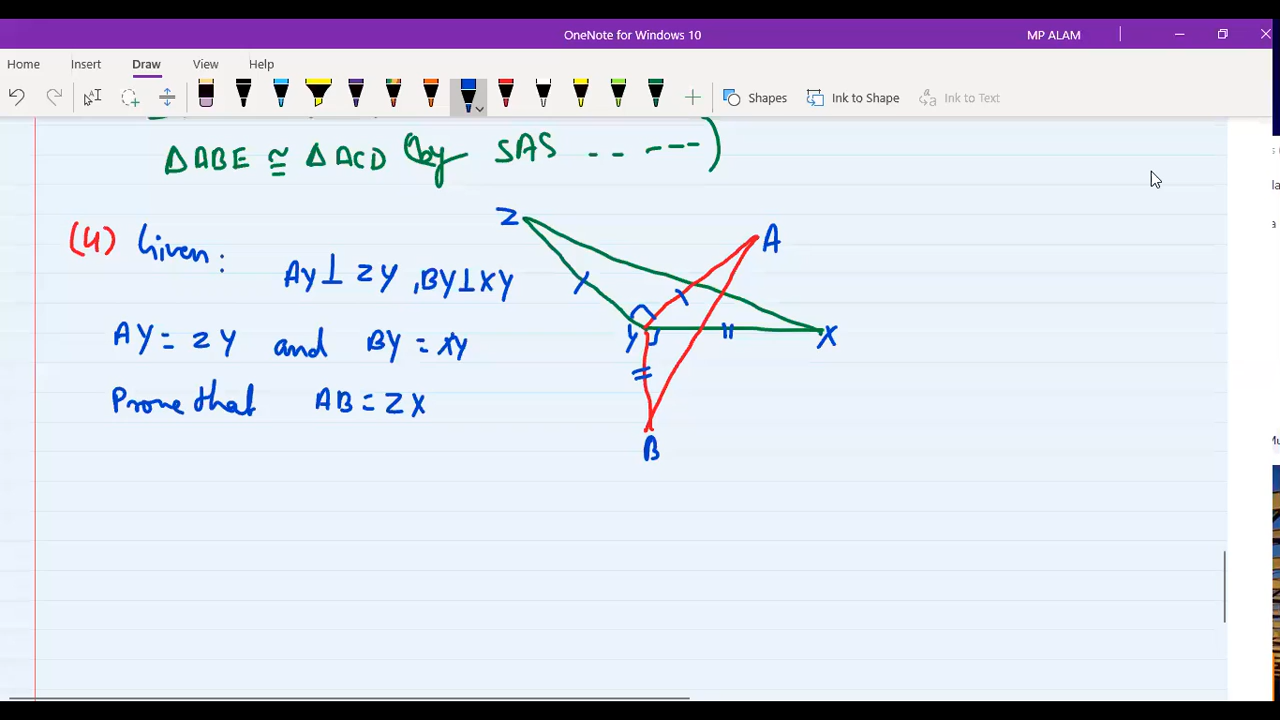 OneNote for Windows 10
MP ALAM
Home Insert Draw View Help
Shapes Ink to Shape Ink to Text
ΔABE ≅ ΔACD (by SAS .. ---)
(4) Given:
AY⊥ZY, BY⊥XY
AY = ZY and BY = XY
Prove that AB = ZX
Z
A
Y
X
B